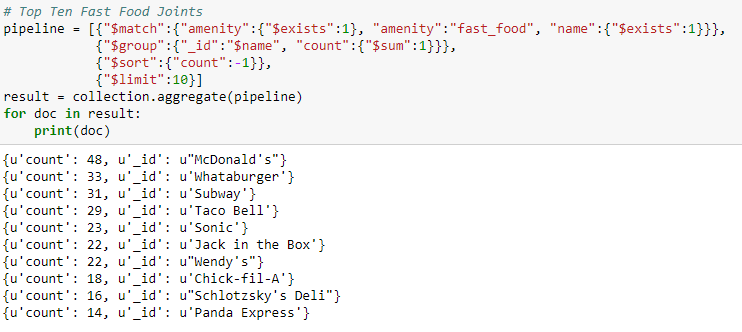 # Top Ten Fast Food Joints
pipeline = [{"$match":{"amenity":{"$exists":1}, "amenity":"fast_food", "name":{"$exists":1}}},
            {"$group":{"_id":"$name", "count":{"$sum":1}}},
            {"$sort":{"count":-1}},
            {"$limit":10}]
result = collection.aggregate(pipeline)
for doc in result:
    print(doc)
{u'count': 48, u'_id': u"McDonald's"}
{u'count': 33, u'_id': u'Whataburger'}
{u'count': 31, u'_id': u'Subway'}
{u'count': 29, u'_id': u'Taco Bell'}
{u'count': 23, u'_id': u'Sonic'}
{u'count': 22, u'_id': u'Jack in the Box'}
{u'count': 22, u'_id': u"Wendy's"}
{u'count': 18, u'_id': u'Chick-fil-A'}
{u'count': 16, u'_id': u"Schlotzsky's Deli"}
{u'count': 14, u'_id': u'Panda Express'}